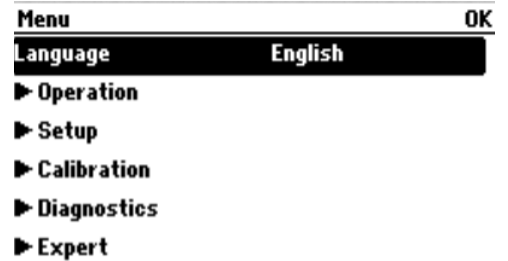 Menu OK
Language English
Operation
Setup
Calibration
Diagnostics
Expert